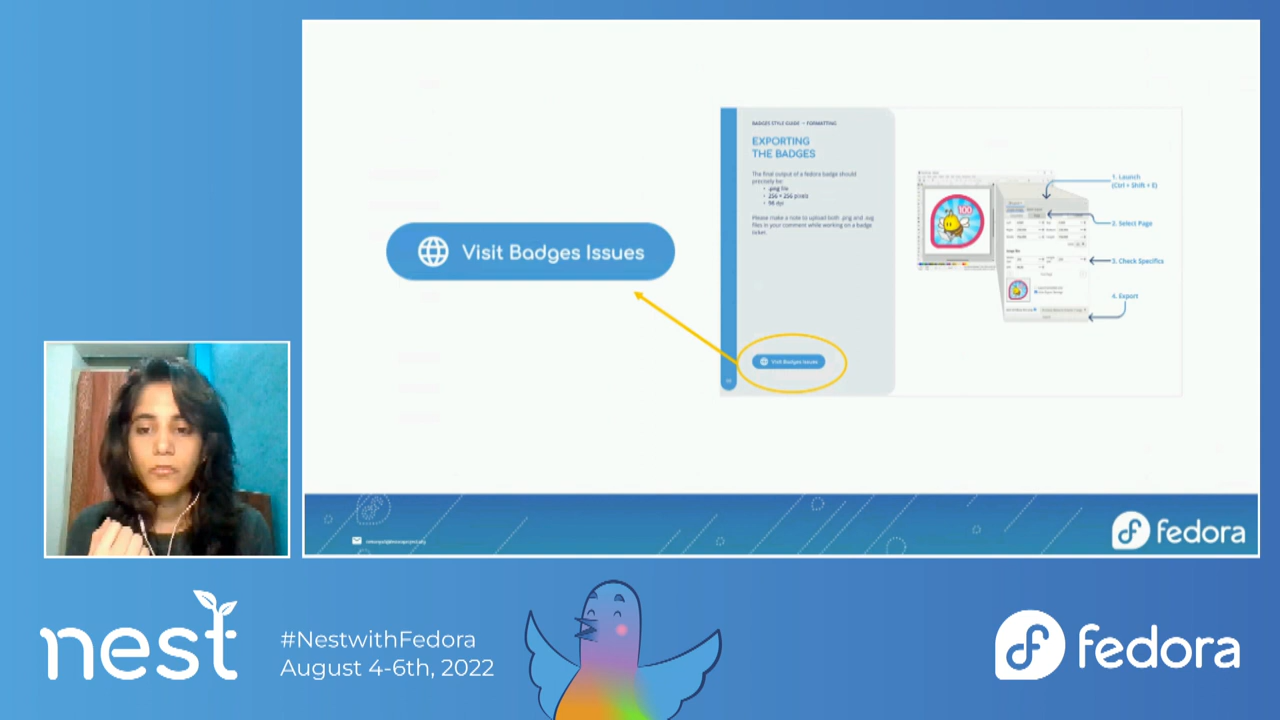 BADGES STYLE GUIDE - FORMATTING
EXPORTING
THE BADGES
The final output of a fedora badge should
precisely be:
• .png file
• 256 * 256 pixels
• 96 dpi
Please make a note to upload both .png and .svg
files in your comment while working on a badge
ticket.
Visit Badges Issues
Visit Badges Issues
100
1. Launch
(Ctrl + Shift + E)
2. Select Page
3. Check Specifics
4. Export
fedora
nest
#NestwithFedora
August 4-6th, 2022
fedora